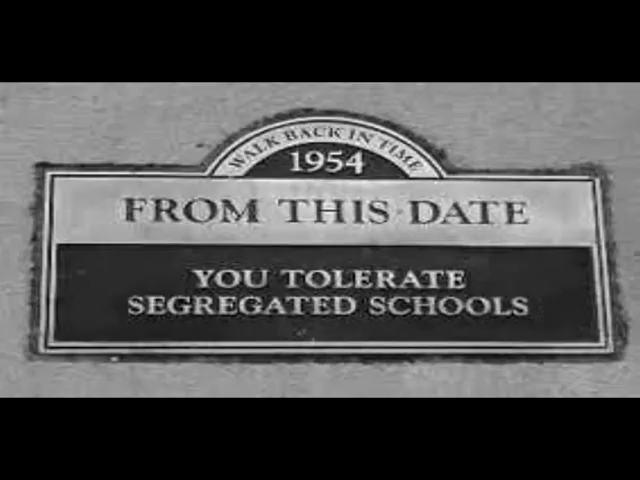 WALK BACK IN TIME
1954
FROM THIS DATE
YOU TOLERATE
SEGREGATED SCHOOLS